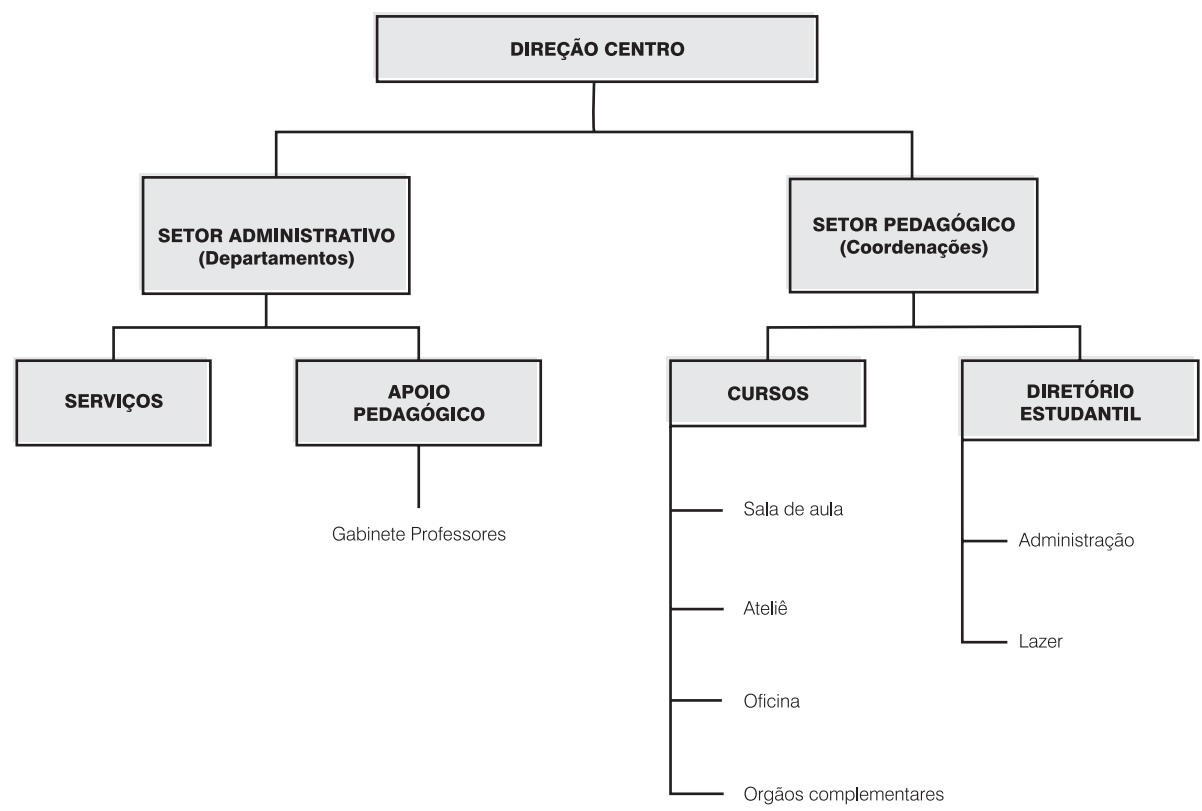 DIREÇÃO CENTRO
SETOR ADMINISTRATIVO
(Departamentos)
SETOR PEDAGÓGICO
(Coordenações)
SERVIÇOS
APOIO
PEDAGÓGICO
CURSOS
DIRETÓRIO
ESTUDANTIL
Gabinete Professores
Sala de aula
Ateliê
Oficina
Orgãos complementares
Administração
Lazer